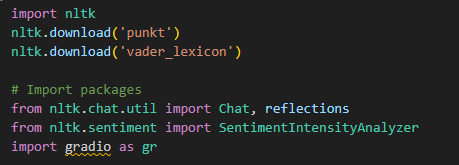 import nltk
nltk.download('punkt')
nltk.download('vader_lexicon')
# Import packages
from nltk.chat.util import Chat, reflections
from nltk.sentiment import SentimentIntensityAnalyzer
import gradio as gr